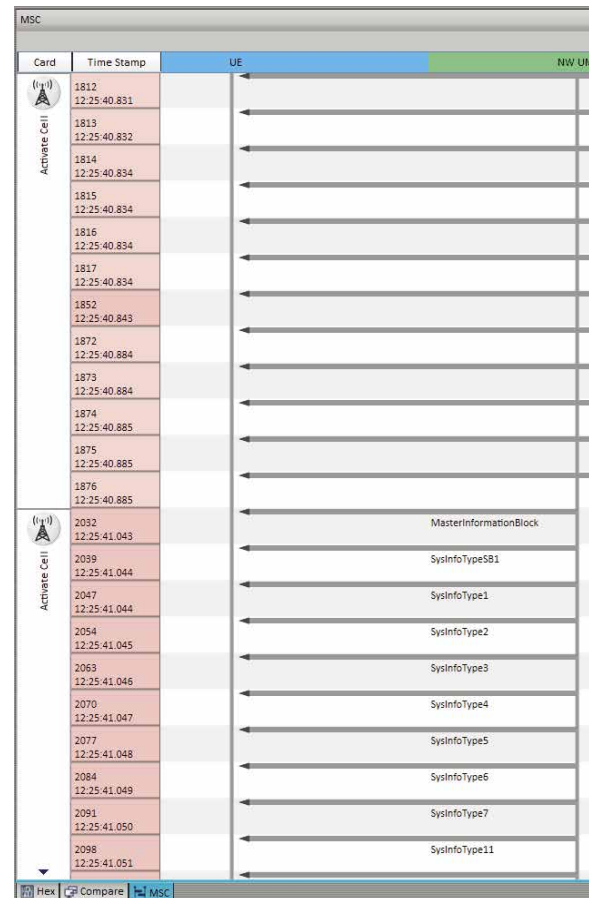 MSC
Card Time Stamp UE NW UM
1812
12:25:40.831
1813
12:25:40.832
1814
12:25:40.834
1815
12:25:40.834
1816
12:25:40.834
1817
12:25:40.834
1852
12:25:40.843
1872
12:25:40.884
1873
12:25:40.884
1874
12:25:40.885
1875
12:25:40.885
1876
12:25:40.885
Activate Cell
2032 MasterInformationBlock
12:25:41.043
2039 SysInfoTypeSB1
12:25:41.044
2047 SysInfoType1
12:25:41.044
2054 SysInfoType2
12:25:41.045
2063 SysInfoType3
12:25:41.046
2070 SysInfoType4
12:25:41.047
2077 SysInfoType5
12:25:41.048
2084 SysInfoType6
12:25:41.049
2091 SysInfoType7
12:25:41.050
2098 SysInfoType11
12:25:41.051
Activate Cell
Hex Compare MSC